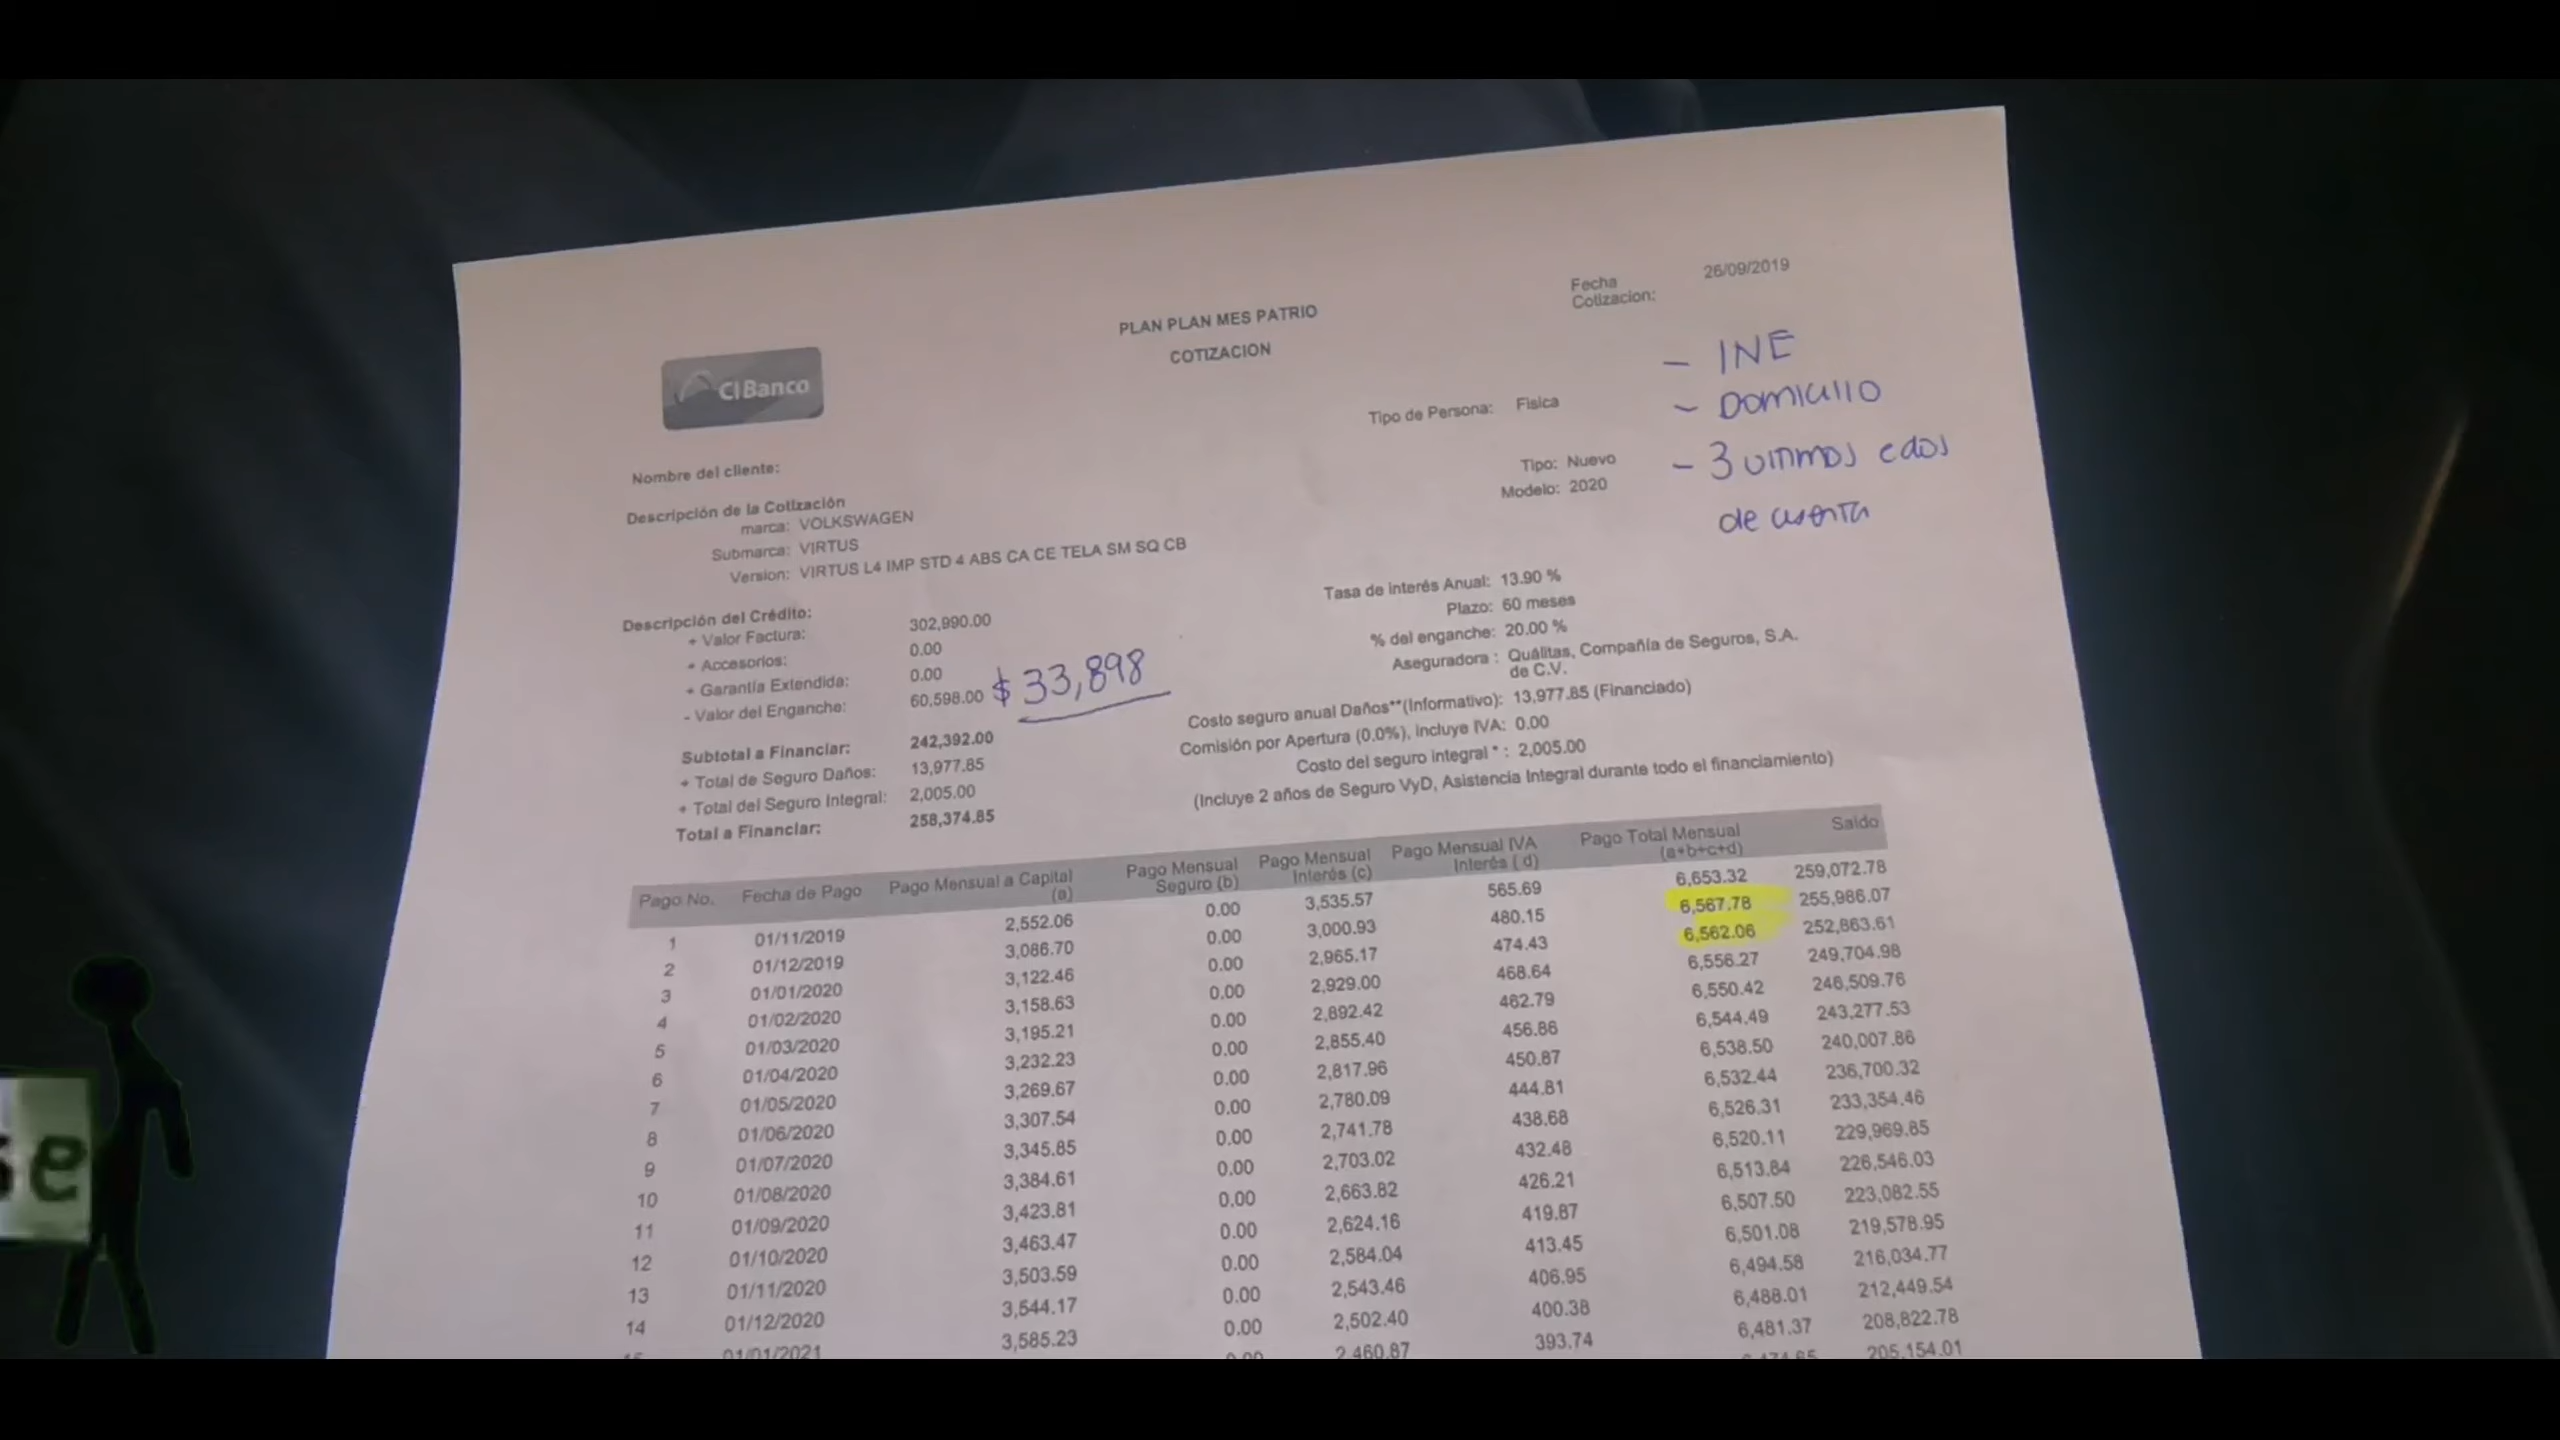 PLAN PLAN MES PATRIO
COTIZACION
Fecha
Cotizacion:
26/09/2019
CIBanco
- INE
- Domicilio
- 3 ultimos edos
de cuenta
Tipo de Persona: Fisica
Nombre del cliente:
Tipo: Nuevo
Modelo: 2020
Descripción de la Cotización
marca: VOLKSWAGEN
Submarca: VIRTUS
Version: VIRTUS L4 IMP STD 4 ABS CA CE TELA SM SQ CB
Descripción del Crédito:
+ Valor Factura: 302,990.00
+ Accesorios: 0.00
+ Garantía Extendida: 0.00
- Valor del Enganche: 60,598.00 $ 33,898
Subtotal a Financiar: 242,392.00
+ Total de Seguro Daños: 13,977.85
+ Total del Seguro Integral: 2,005.00
Total a Financiar: 258,374.85
Tasa de interés Anual: 13.90 %
Plazo: 60 meses
% del enganche: 20.00 %
Aseguradora : Quálitas, Compañía de Seguros, S.A.
de C.V.
Costo seguro anual Daños**(Informativo): 13,977.85 (Financiado)
Comisión por Apertura (0.0%), incluye IVA: 0.00
Costo del seguro integral * : 2,005.00
(Incluye 2 años de Seguro VyD, Asistencia Integral durante todo el financiamiento)
Pago No. Fecha de Pago Pago Mensual a Capital (a) Pago Mensual Seguro (b) Pago Mensual Interés (c) Pago Mensual IVA Interés ( d) Pago Total Mensual (a+b+c+d) Saldo
1 01/11/2019 2,552.06 0.00 3,535.57 565.69 6,653.32 259,072.78
2 01/12/2019 3,086.70 0.00 3,000.93 480.15 6,567.78 255,986.07
3 01/01/2020 3,122.46 0.00 2,965.17 474.43 6,562.06 252,863.61
4 01/02/2020 3,158.63 0.00 2,929.00 468.64 6,556.27 249,704.98
5 01/03/2020 3,195.21 0.00 2,892.42 462.79 6,550.42 246,509.76
6 01/04/2020 3,232.23 0.00 2,855.40 456.86 6,544.49 243,277.53
7 01/05/2020 3,269.67 0.00 2,817.96 450.87 6,538.50 240,007.86
8 01/06/2020 3,307.54 0.00 2,780.09 444.81 6,532.44 236,700.32
9 01/07/2020 3,345.85 0.00 2,741.78 438.68 6,526.31 233,354.46
10 01/08/2020 3,384.61 0.00 2,703.02 432.48 6,520.11 229,969.85
11 01/09/2020 3,423.81 0.00 2,663.82 426.21 6,513.84 226,546.03
12 01/10/2020 3,463.47 0.00 2,624.16 419.87 6,507.50 223,082.55
13 01/11/2020 3,503.59 0.00 2,584.04 413.45 6,501.08 219,578.95
14 01/12/2020 3,544.17 0.00 2,543.46 406.95 6,494.58 216,034.77
01/01/2021 3,585.23 0.00 2,502.40 400.38 6,488.01 212,449.54
0.00 2,460.87 393.74 6,481.37 208,822.78
205,154.01